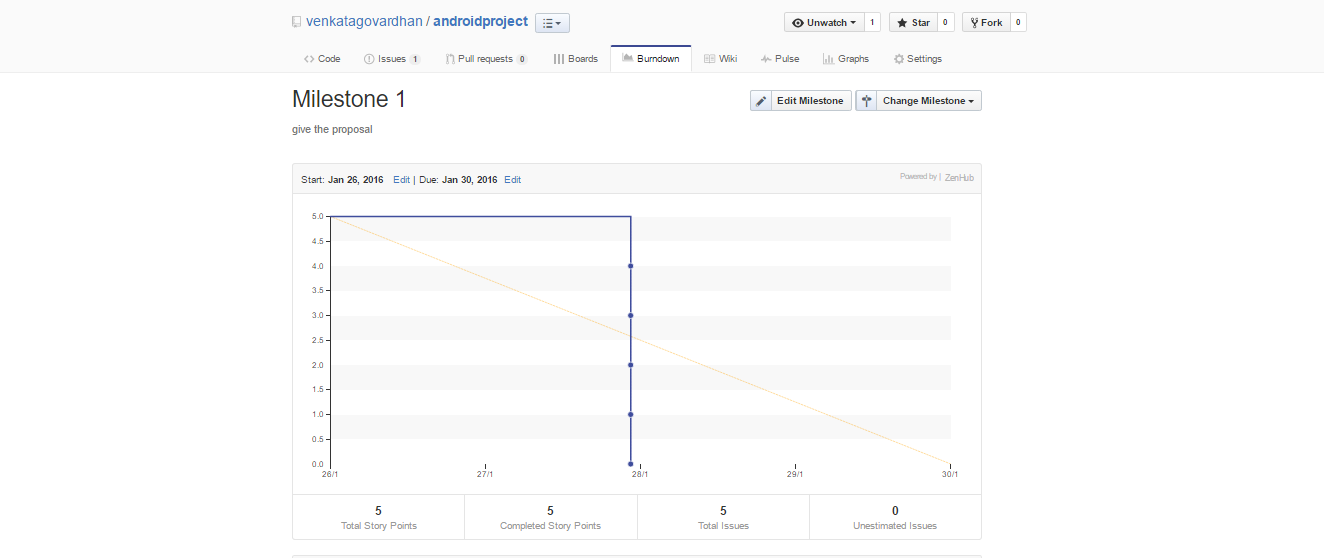 venkatagovardhan / androidproject
Unwatch 1 Star 0 Fork 0
Code Issues 1 Pull requests 0 Boards Burndown Wiki Pulse Graphs Settings
Milestone 1
Edit Milestone Change Milestone
give the proposal
Start: Jan 26, 2016 Edit | Due: Jan 30, 2016 Edit
Powered by | ZenHub
5.0
4.5
4.0
3.5
3.0
2.5
2.0
1.5
1.0
0.5
0.0
26/1 27/1 28/1 29/1 30/1
5 5 5 0
Total Story Points Completed Story Points Total Issues Unestimated Issues